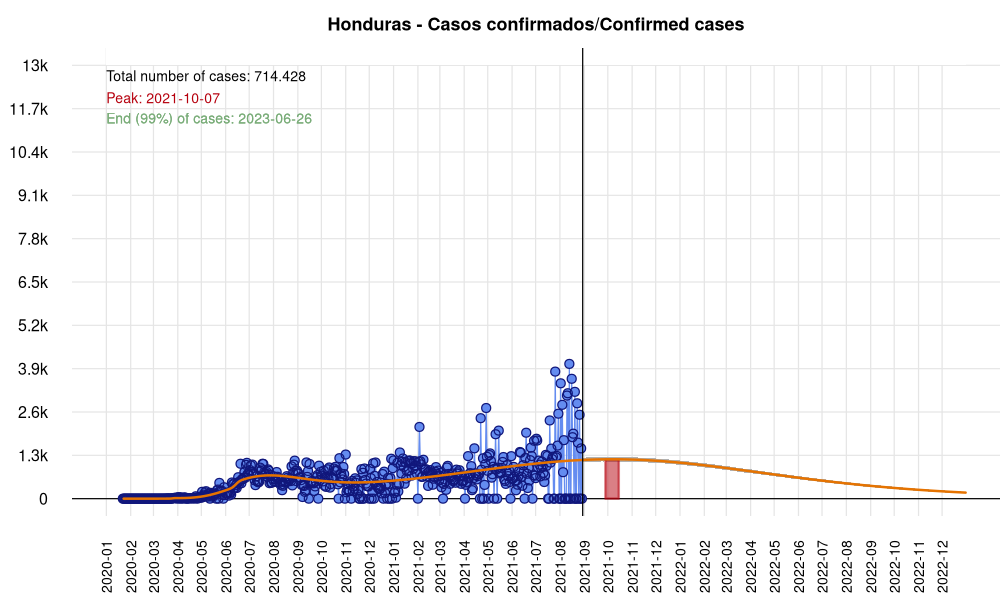 Honduras - Casos confirmados/Confirmed cases
Total number of cases: 714.428
Peak: 2021-10-07
End (99%) of cases: 2023-06-26
13k
11.7k
10.4k
9.1k
7.8k
6.5k
5.2k
3.9k
2.6k
1.3k
0
2020-01
2020-02
2020-03
2020-04
2020-05
2020-06
2020-07
2020-08
2020-09
2020-10
2020-11
2020-12
2021-01
2021-02
2021-03
2021-04
2021-05
2021-06
2021-07
2021-08
2021-09
2021-10
2021-11
2021-12
2022-01
2022-02
2022-03
2022-04
2022-05
2022-06
2022-07
2022-08
2022-09
2022-10
2022-11
2022-12